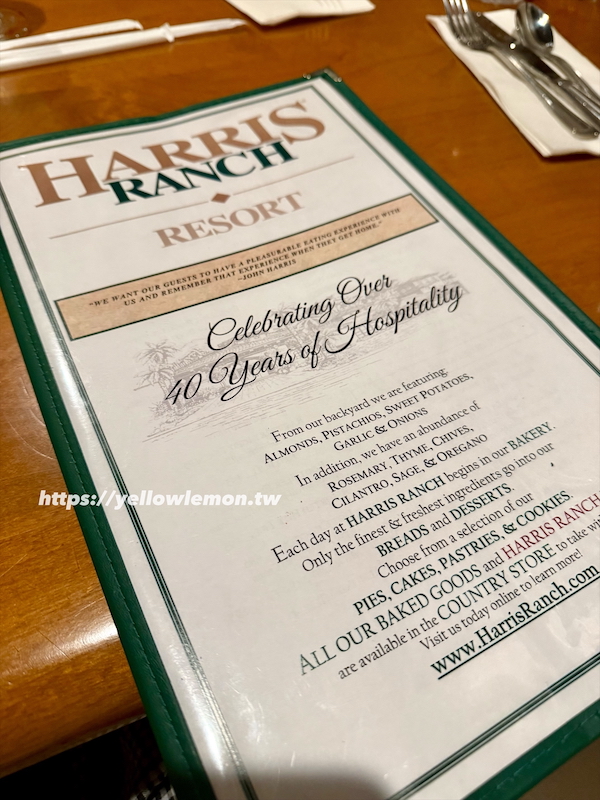 HARRIS
RANCH
RESORT
"WE WANT OUR GUESTS TO HAVE A PLEASURABLE EATING EXPERIENCE WITH
US AND REMEMBER THAT EXPERIENCE WHEN THEY GET HOME."
~JOHN HARRIS
Celebrating Over
40 Years of Hospitality
From our backyard we are featuring:
ALMONDS, PISTACHIOS, SWEET POTATOES,
GARLIC & ONIONS
In addition, we have an abundance of
ROSEMARY, THYME, CHIVES,
CILANTRO, SAGE, & OREGANO
Each day at HARRIS RANCH begins in our BAKERY.
Only the finest & freshest ingredients go into our
BREADS and DESSERTS.
Choose from a selection of our
PIES, CAKES, PASTRIES, & COOKIES.
ALL OUR BAKED GOODS and HARRIS RANCH
are available in the COUNTRY STORE to take
Visit us today online to learn more!
www.HarrisRanch.com
https://yellowlemon.tw